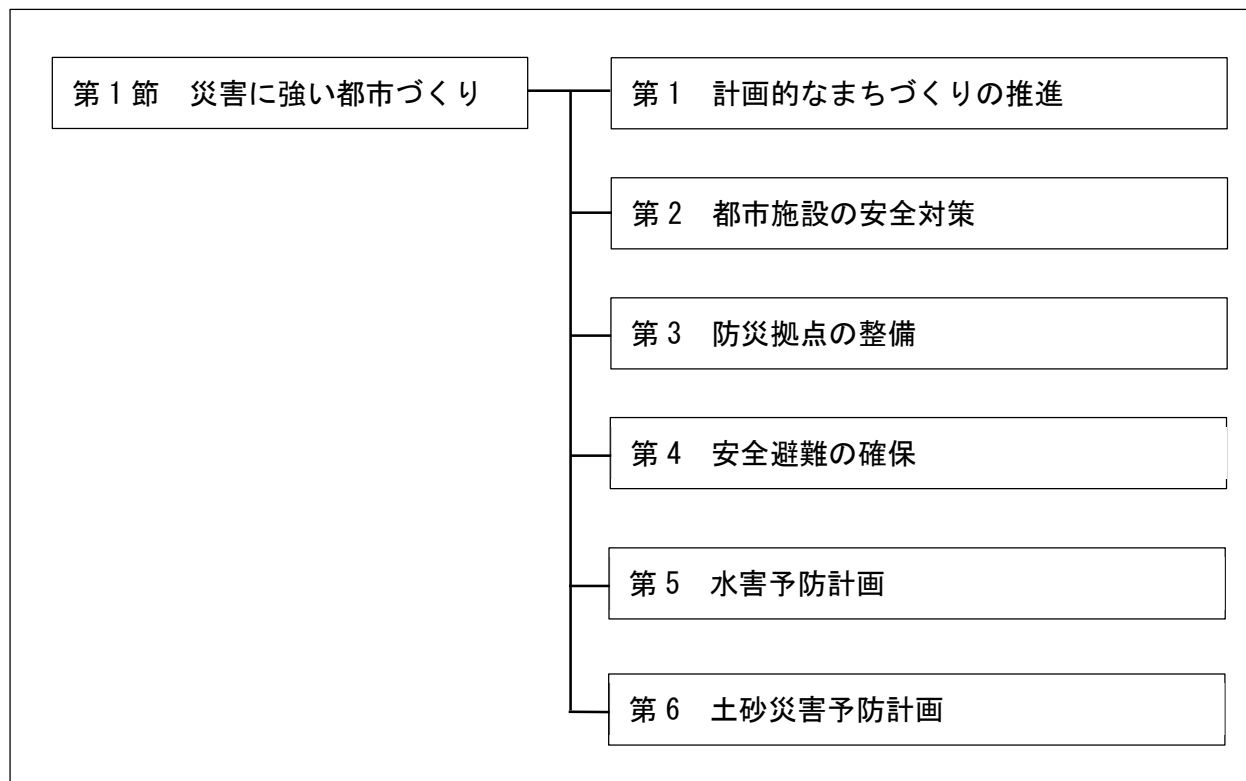 第1節　災害に強い都市づくり
第1　計画的なまちづくりの推進
第2　都市施設の安全対策
第3　防災拠点の整備
第4　安全避難の確保
第5　水害予防計画
第6　土砂災害予防計画